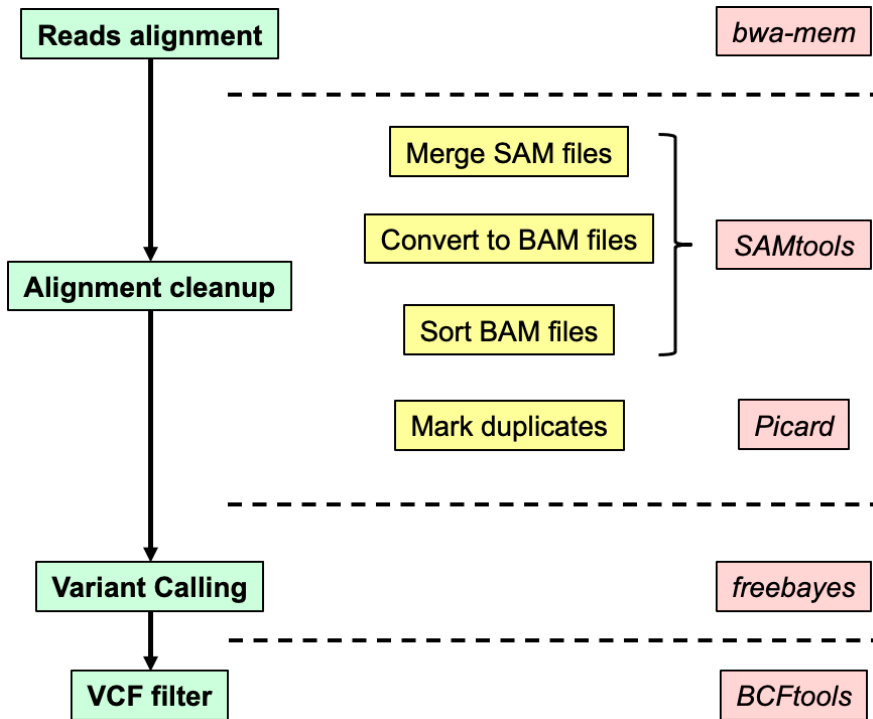 Reads alignment
bwa-mem
Merge SAM files
Convert to BAM files
SAMtools
Alignment cleanup
Sort BAM files
Mark duplicates
Picard
Variant Calling
freebayes
VCF filter
BCFtools